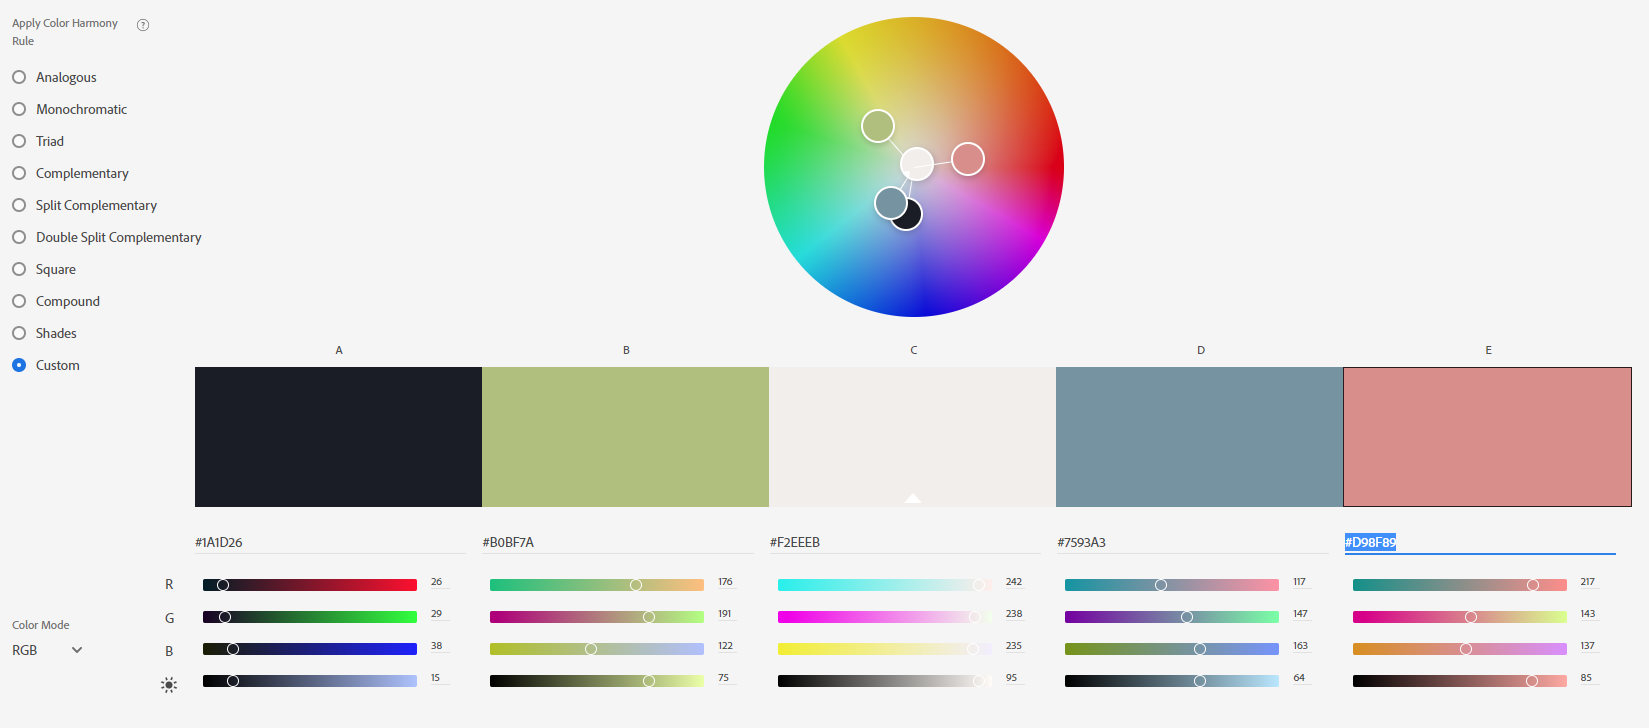 Apply Color Harmony
Rule
?
Analogous
Monochromatic
Triad
Complementary
Split Complementary
Double Split Complementary
Square
Compound
Shades
Custom
A B C D E
#1A1D26 #B0BF7A #F2EEEB #7593A3 #D98F89
R 26 176 242 117 217
G 29 191 238 147 143
Color Mode
RGB
B 38 122 235 163 137
15 75 95 64 85